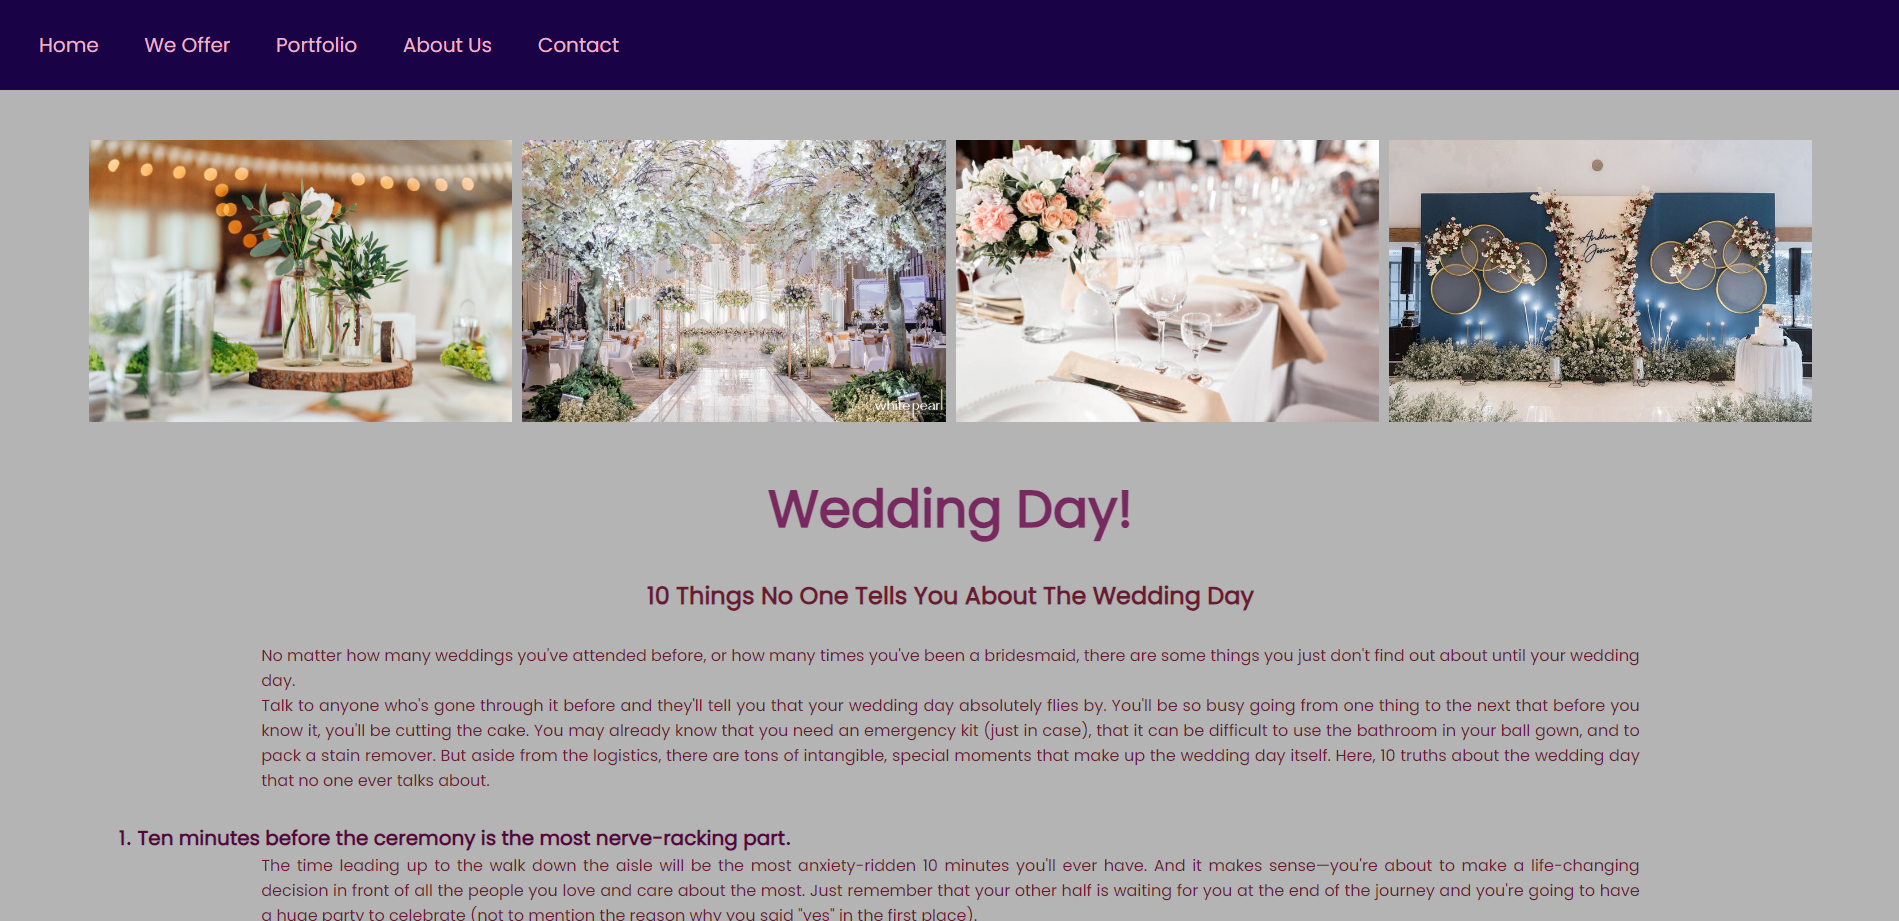 Home We Offer Portfolio About Us Contact
Andrew
Jesica
white pearl
Wedding Day!
10 Things No One Tells You About The Wedding Day
No matter how many weddings you've attended before, or how many times you've been a bridesmaid, there are some things you just don't find out about until your wedding
day.
Talk to anyone who's gone through it before and they'll tell you that your wedding day absolutely flies by. You'll be so busy going from one thing to the next that before you
know it, you'll be cutting the cake. You may already know that you need an emergency kit (just in case), that it can be difficult to use the bathroom in your ball gown, and to
pack a stain remover. But aside from the logistics, there are tons of intangible, special moments that make up the wedding day itself. Here, 10 truths about the wedding day
that no one ever talks about.
1. Ten minutes before the ceremony is the most nerve-racking part.
The time leading up to the walk down the aisle will be the most anxiety-ridden 10 minutes you'll ever have. And it makes sense—you're about to make a life-changing
decision in front of all the people you love and care about the most. Just remember that your other half is waiting for you at the end of the journey and you're going to have
a huge party to celebrate (not to mention the reason why you said "yes" in the first place).